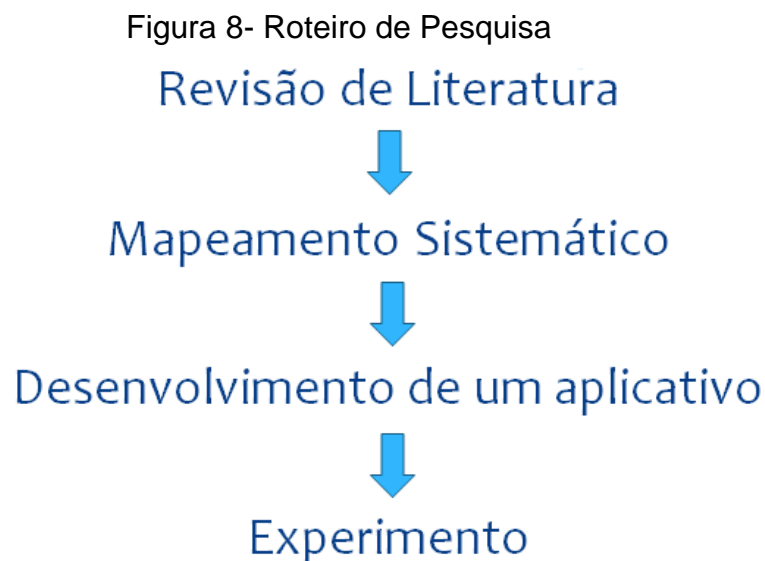 Figura 8- Roteiro de Pesquisa
Revisão de Literatura
Mapeamento Sistemático
Desenvolvimento de um aplicativo
Experimento